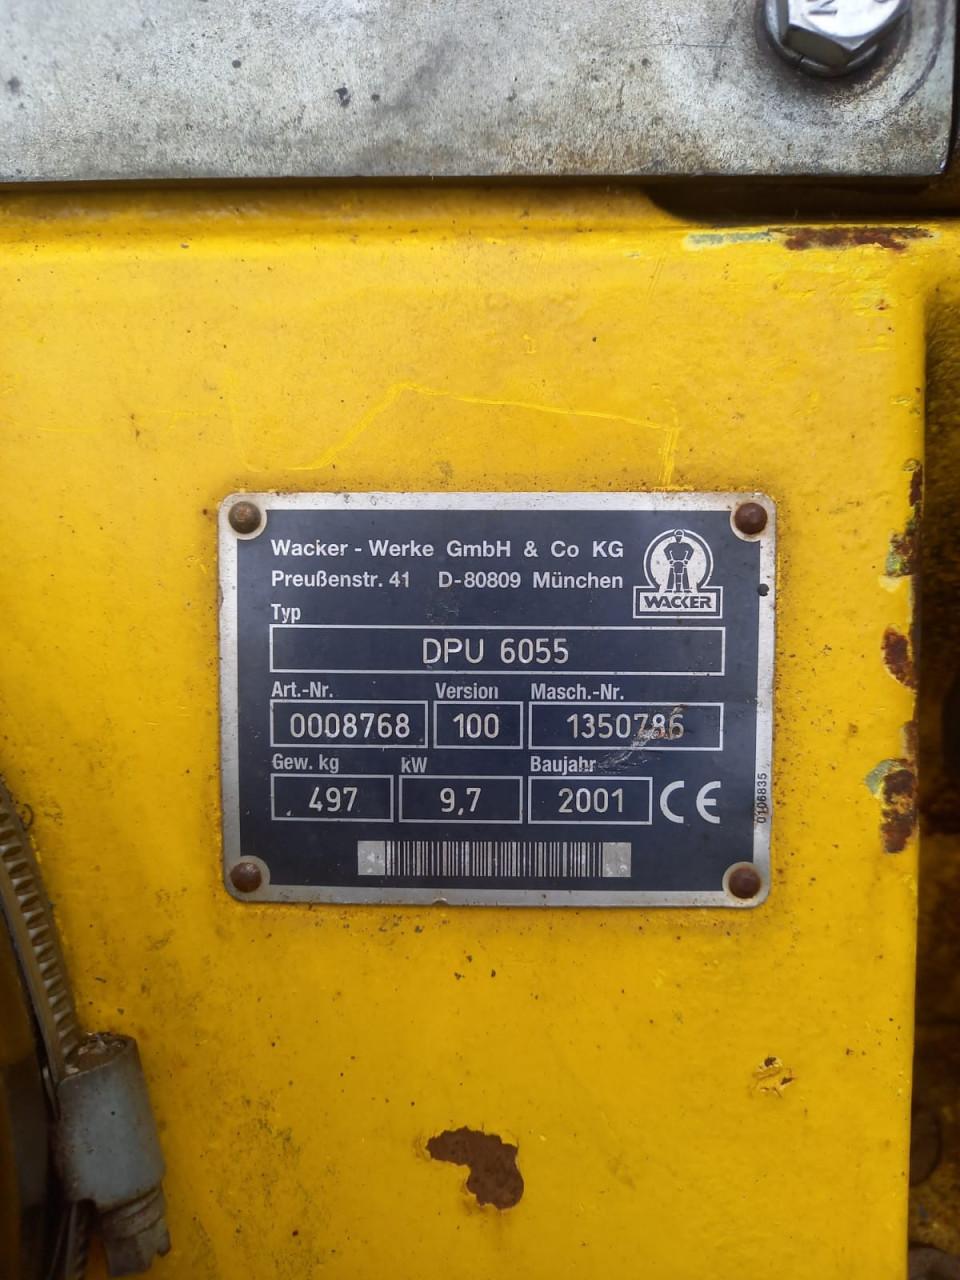 Wacker - Werke GmbH & Co KG
Preußenstr. 41 D-80809 München
WACKER
Typ
DPU 6055
Art.-Nr. Version Masch.-Nr.
0008768 100 1350786
Gew. kg kW Baujahr
497 9,7 2001 CE
0106835